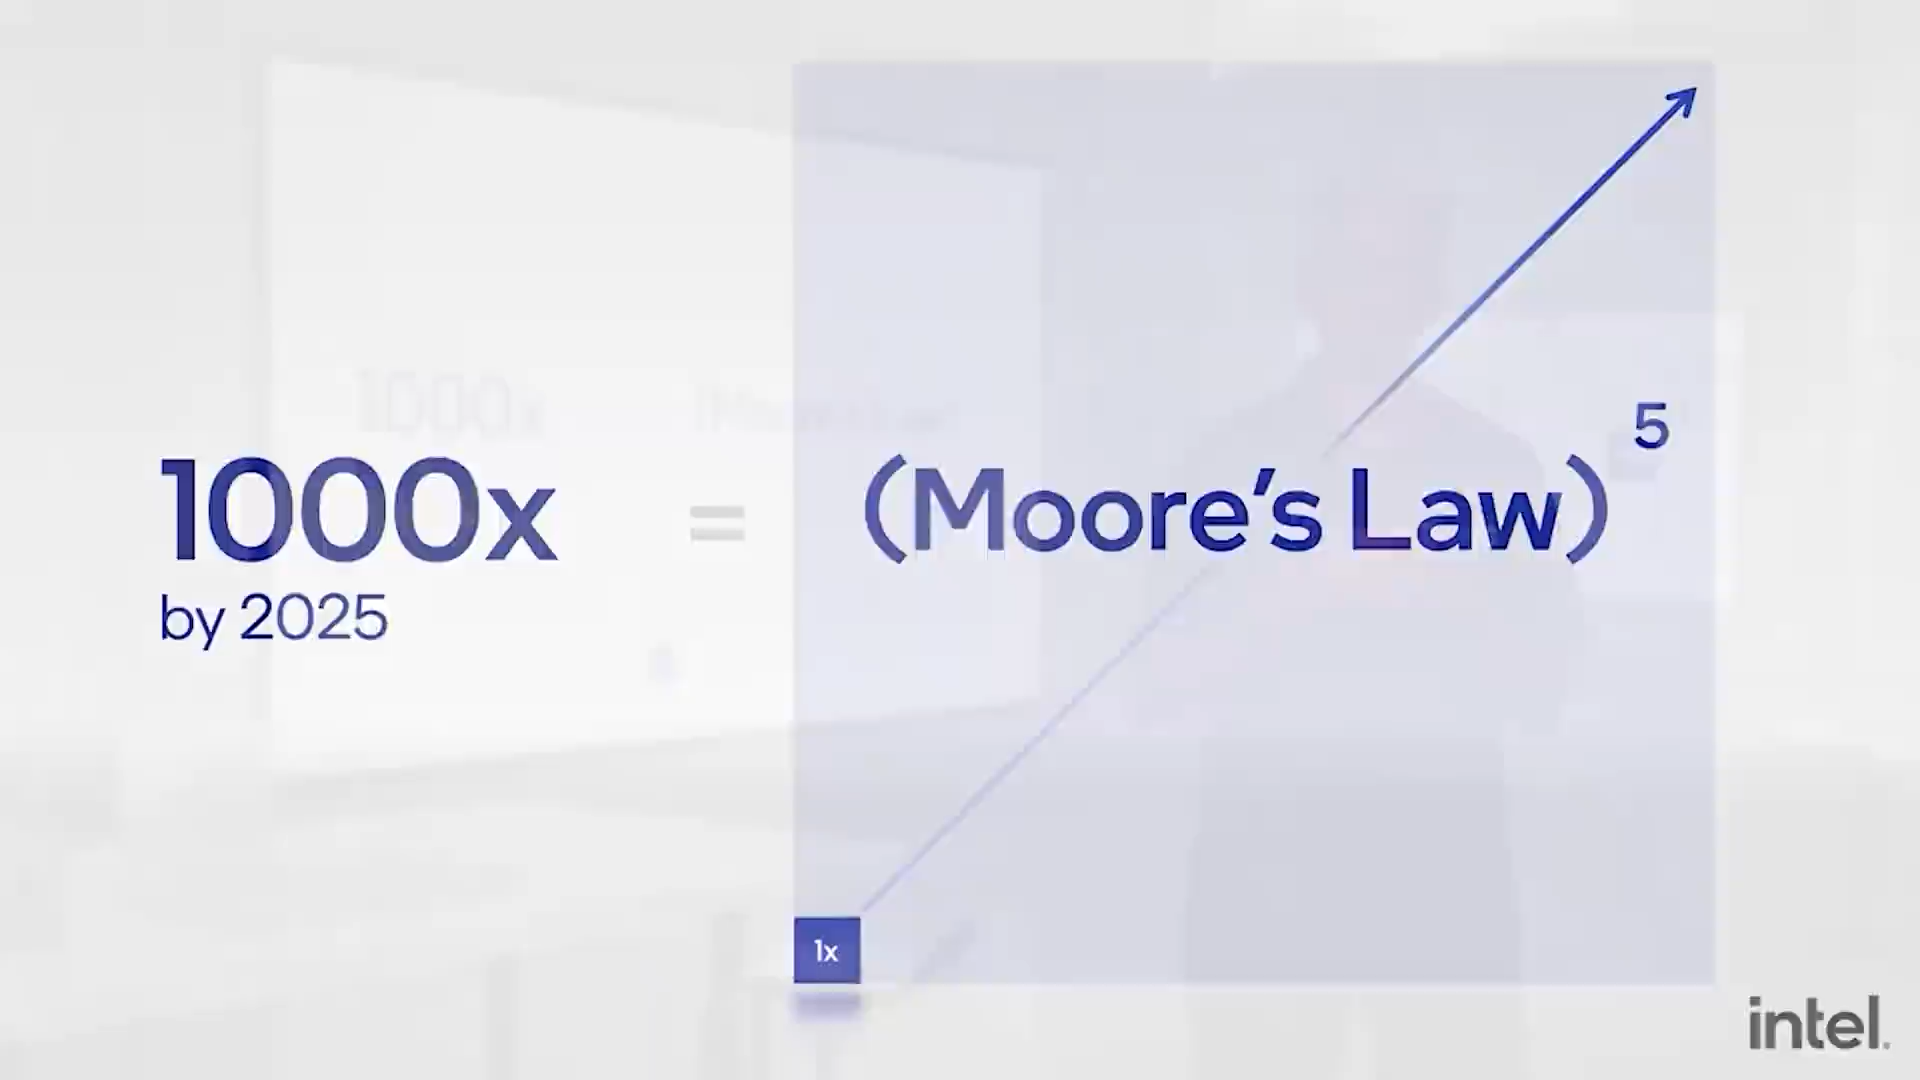 1000x
by 2025
=
(Moore's Law)
5
1x
intel.